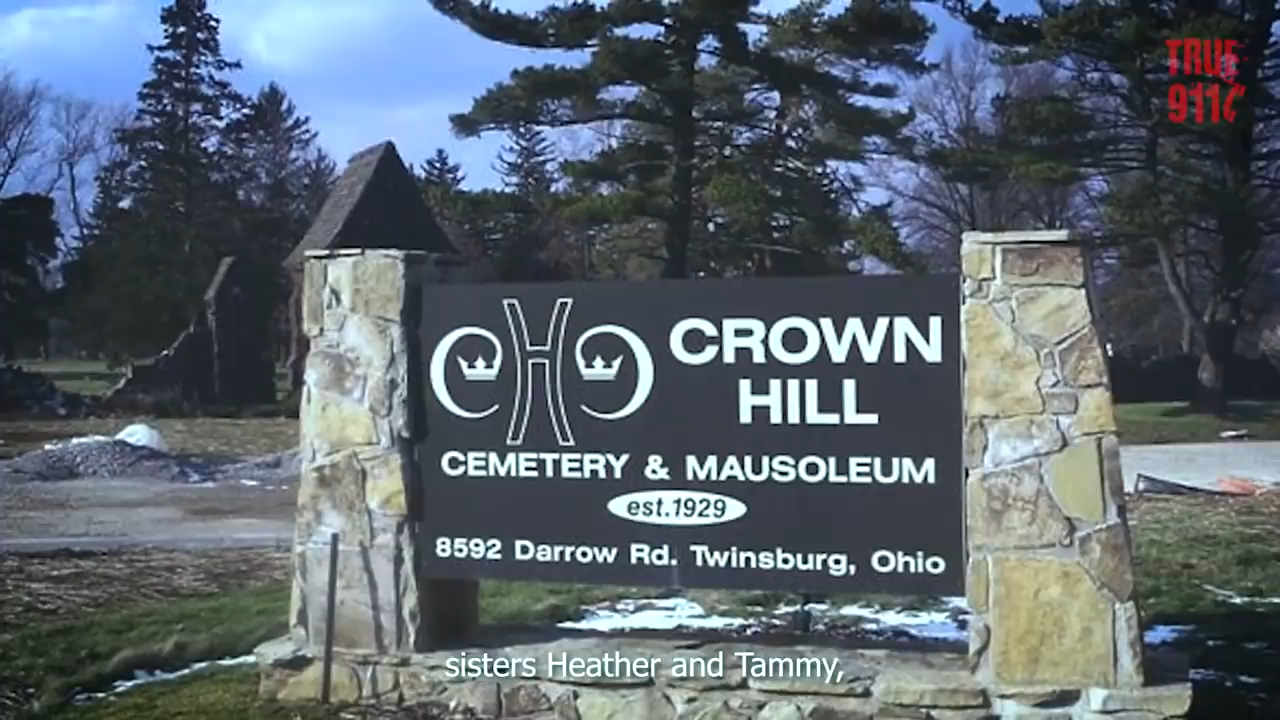 TRUE
911
CROWN
HILL
CEMETERY & MAUSOLEUM
est.1929
8592 Darrow Rd. Twinsburg, Ohio
sisters Heather and Tammy,